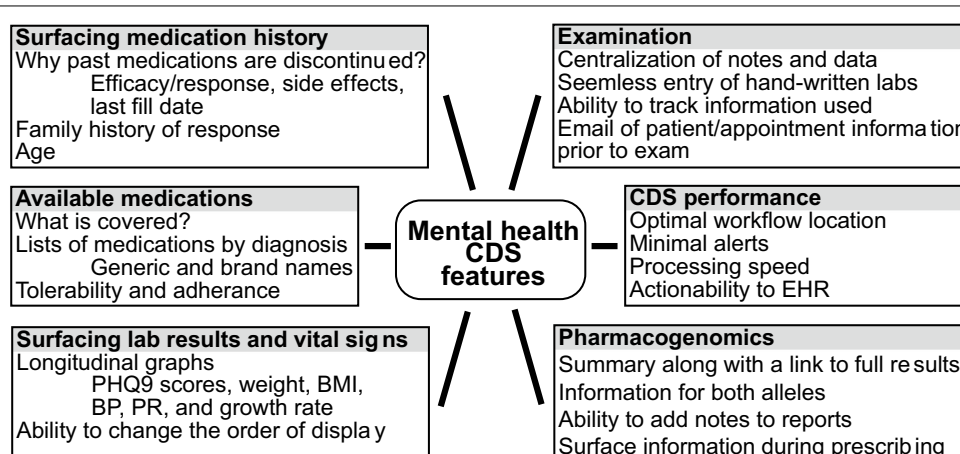 Surfacing medication history
Why past medications are discontinued?
Efficacy/response, side effects,
last fill date
Family history of response
Age
Examination
Centralization of notes and data
Seemless entry of hand-written labs
Ability to track information used
Email of patient/appointment information
prior to exam
Available medications
What is covered?
Lists of medications by diagnosis
Generic and brand names
Tolerability and adherance
Mental health
CDS
features
CDS performance
Optimal workflow location
Minimal alerts
Processing speed
Actionability to EHR
Surfacing lab results and vital signs
Longitudinal graphs
PHQ9 scores, weight, BMI,
BP, PR, and growth rate
Ability to change the order of display
Pharmacogenomics
Summary along with a link to full results
Information for both alleles
Ability to add notes to reports
Surface information during prescribing